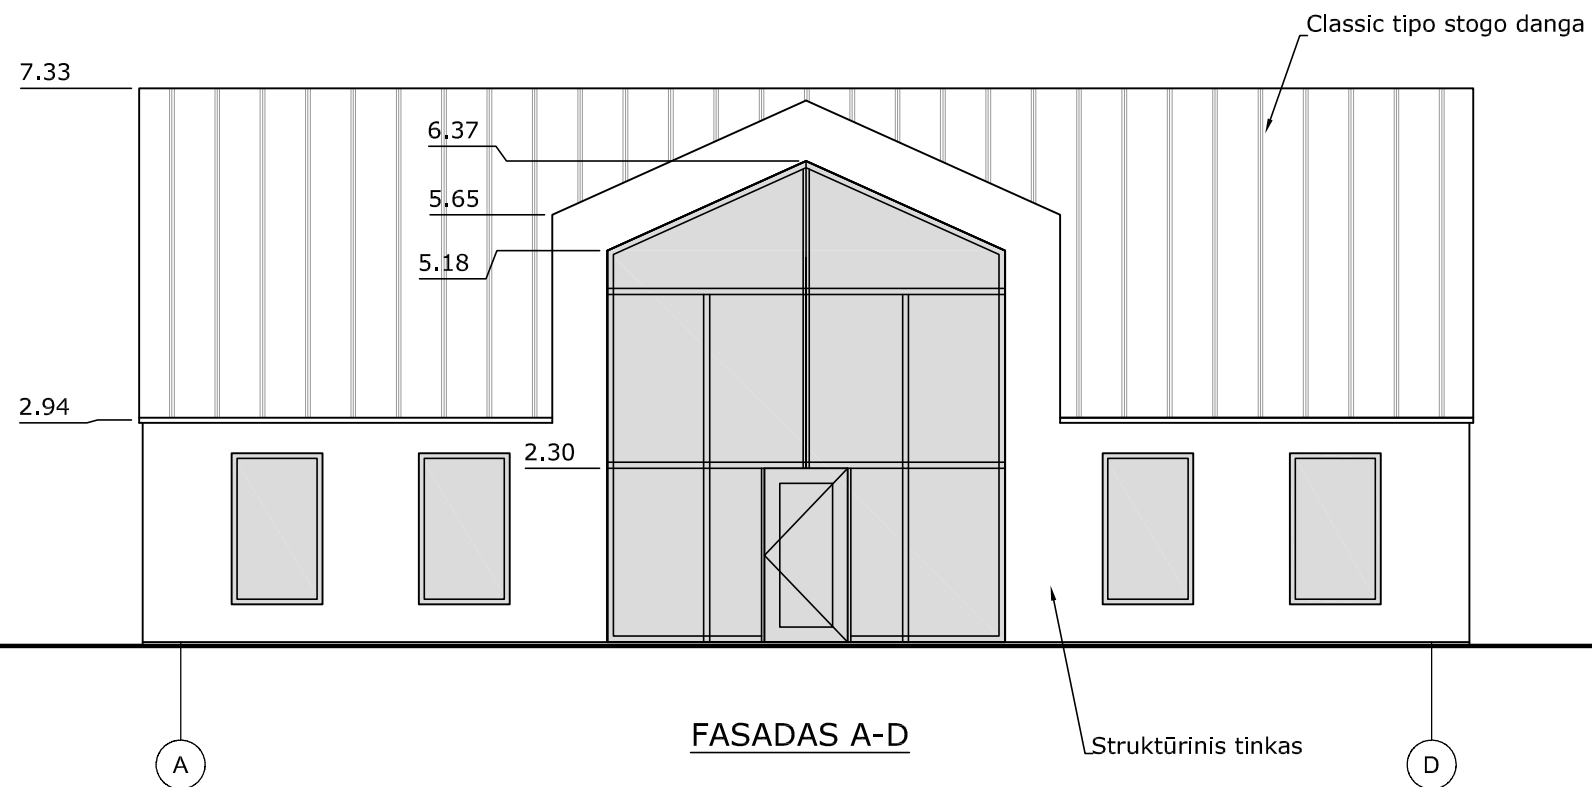 Classic tipo stogo danga
7.33
6.37
5.65
5.18
2.94
2.30
FASADAS A-D
Struktūrinis tinkas
A
D